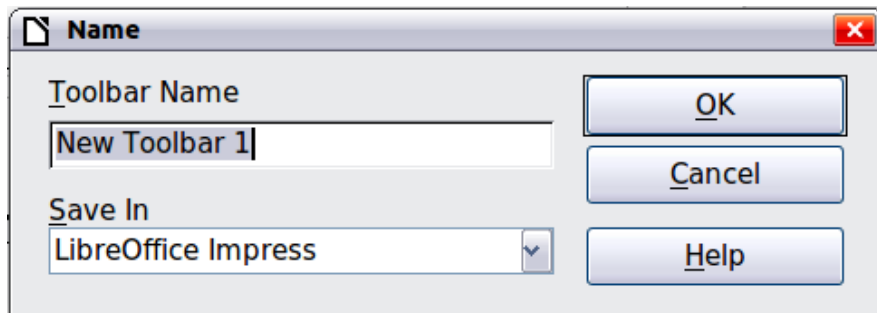 Name
Toolbar Name
New Toolbar 1
Save In
LibreOffice Impress
OK
Cancel
Help